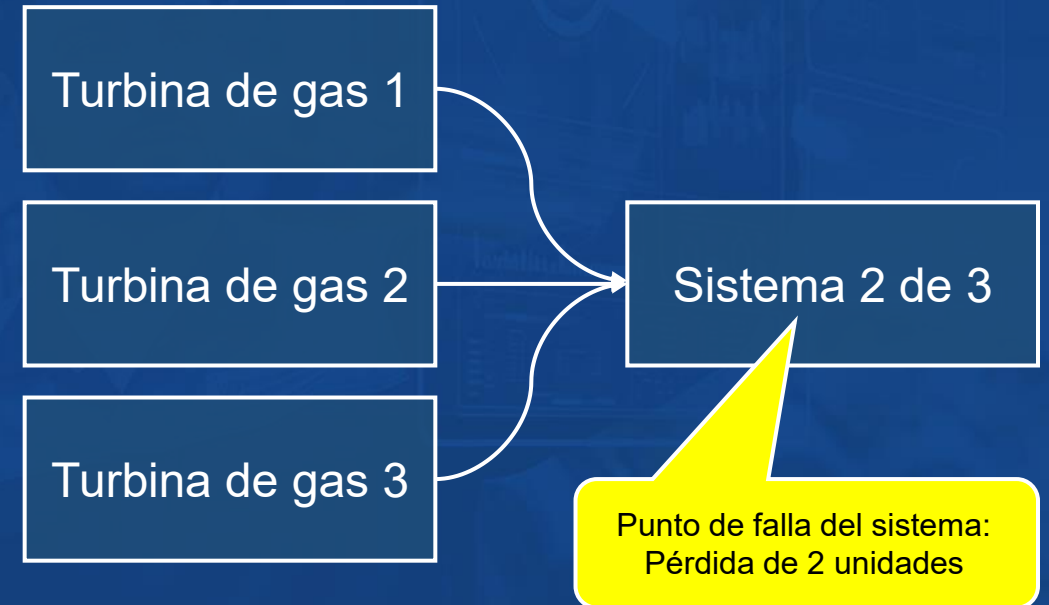 Turbina de gas 1
Turbina de gas 2
Sistema 2 de 3
Turbina de gas 3
Punto de falla del sistema:
Pérdida de 2 unidades